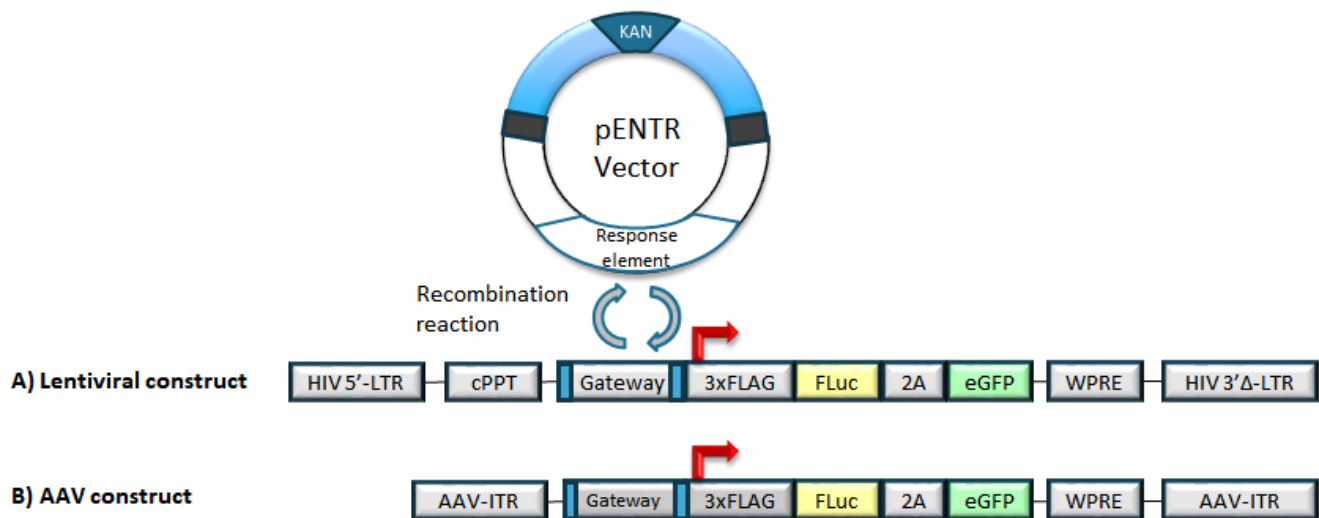 KAN
pENTR
Vector
Response
element
Recombination
reaction
A) Lentiviral construct HIV 5'-LTR cPPT Gateway 3xFLAG FLuc 2A eGFP WPRE HIV 3'Δ-LTR
B) AAV construct AAV-ITR Gateway 3xFLAG FLuc 2A eGFP WPRE AAV-ITR